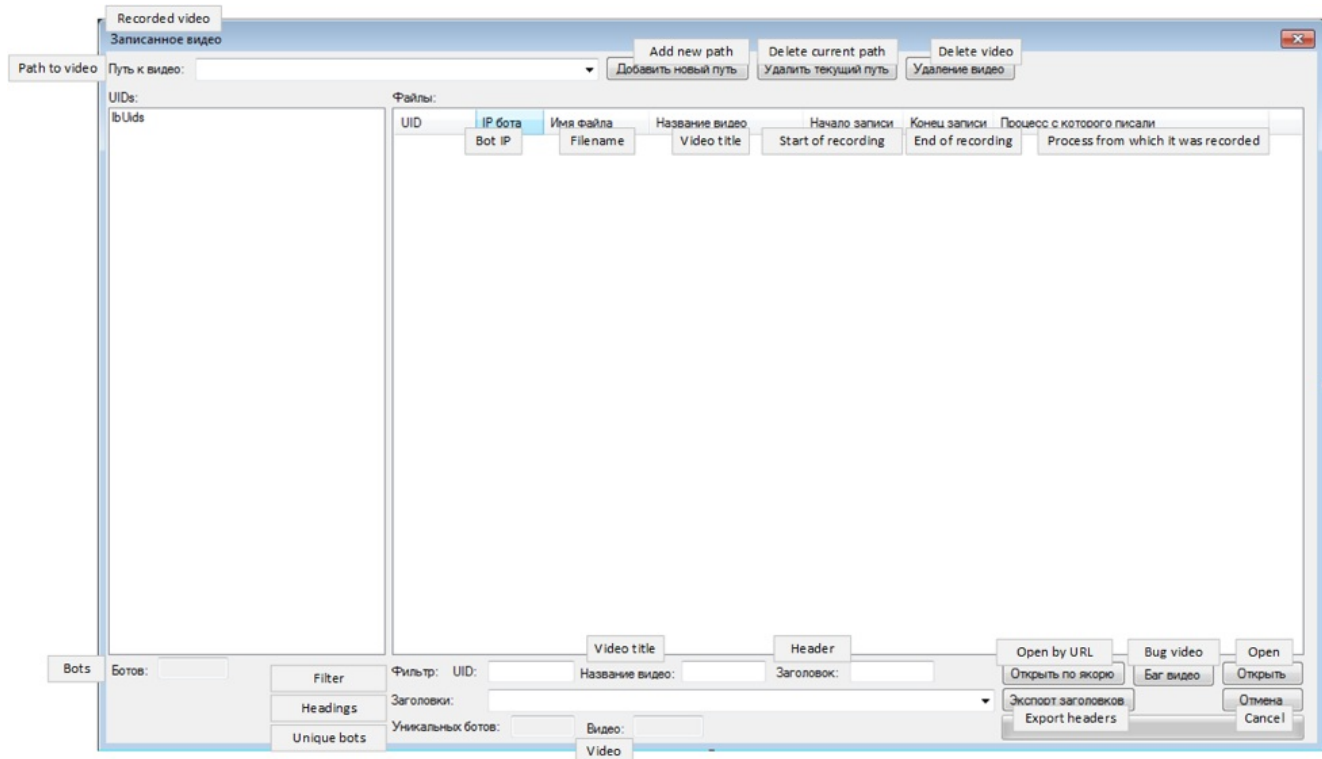 Recorded video
Записанное видео
Add new path Delete current path Delete video
Path to video Путь к видео: Добавить новый путь Удалить текущий путь Удаление видео
UIDs: Файлы:
lbUids
UID IP бота Имя файла Название видео Начало записи Конец записи Процесс с которого писали
Bot IP Filename Video title Start of recording End of recording Process from which it was recorded
Video title Header Open by URL Bug video Open
Bots Ботов: Filter Фильтр: UID: Название видео: Заголовок: Открыть по якорю Баг видео Открыть
Headings Заголовки: Экспорт заголовков Отмена
Export headers Cancel
Unique bots Уникальных ботов: Видео:
Video